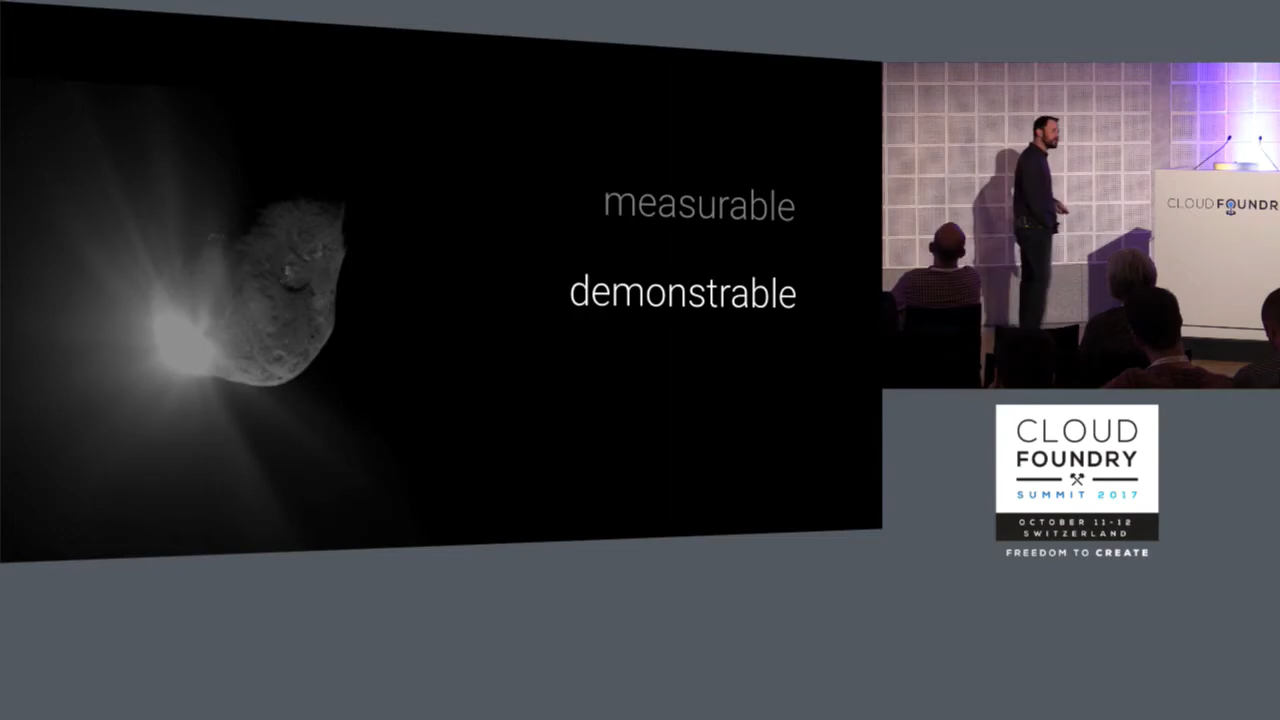 measurable
demonstrable
CLOUD FOUNDR
CLOUD
FOUNDRY
SUMMIT 2017
OCTOBER 11-12
SWITZERLAND
FREEDOM TO CREATE